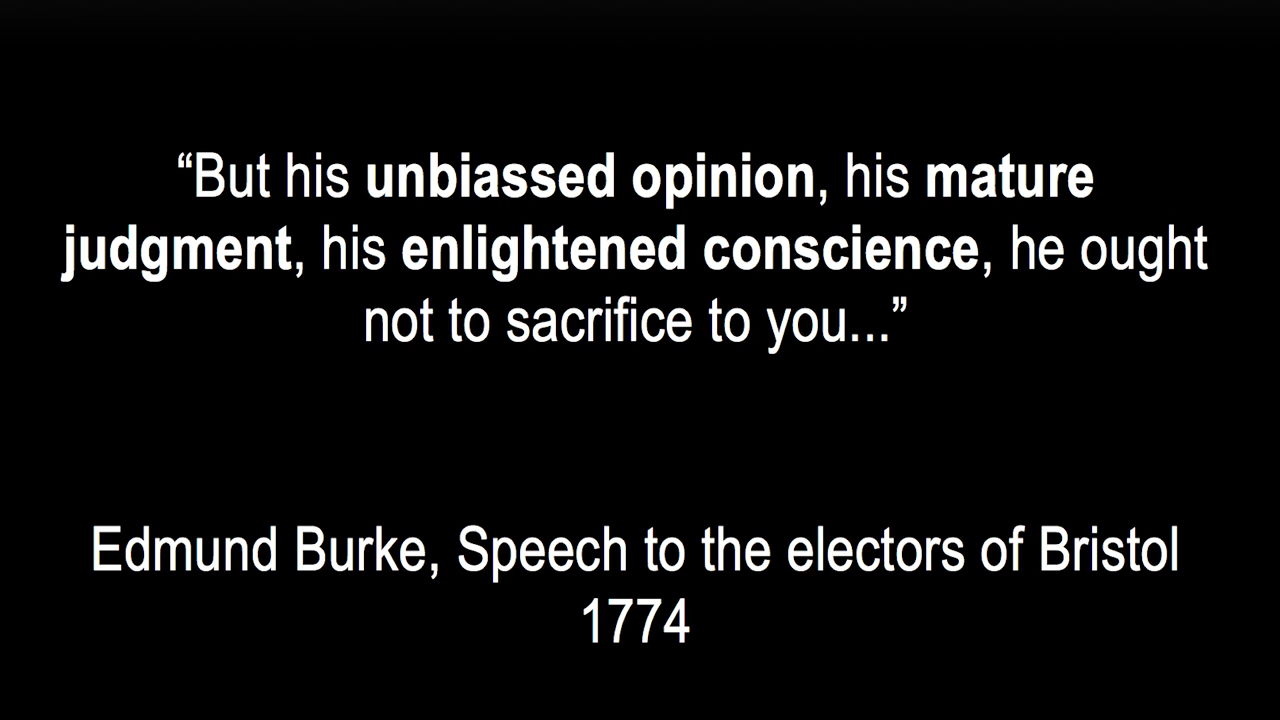 “But his unbiassed opinion, his mature
judgment, his enlightened conscience, he ought
not to sacrifice to you...”
Edmund Burke, Speech to the electors of Bristol
1774